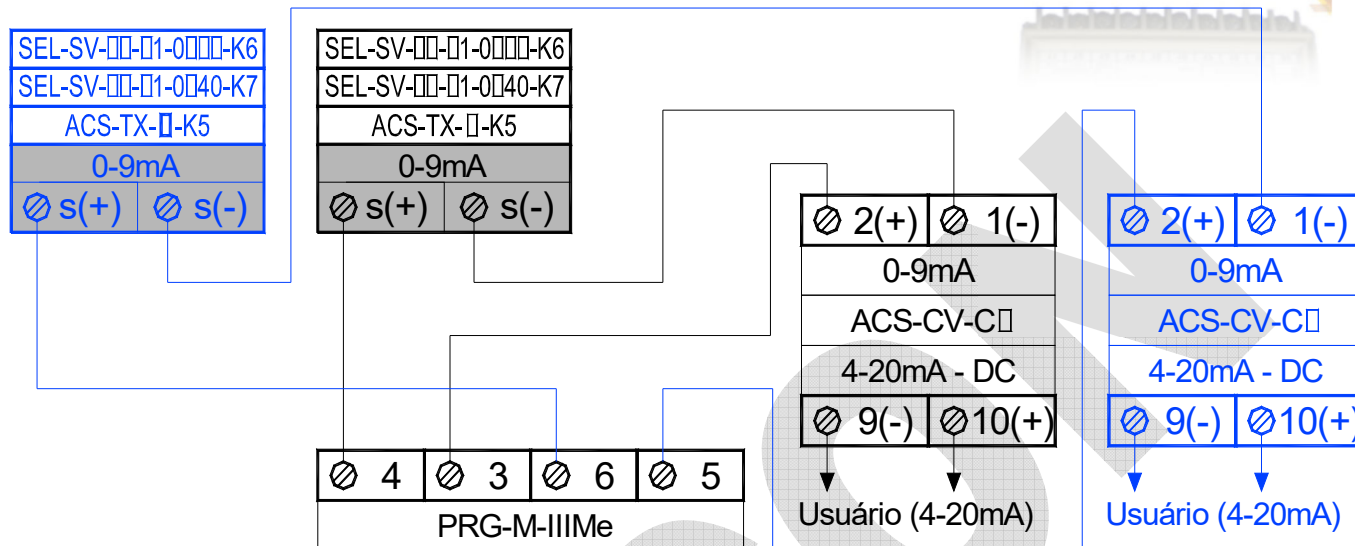 SEL-SV-▯▯-▯1-0▯▯▯-K6
SEL-SV-▯▯-▯1-0▯40-K7
ACS-TX-▯-K5
0-9mA
s(+) s(-)
SEL-SV-▯▯-▯1-0▯▯▯-K6
SEL-SV-▯▯-▯1-0▯40-K7
ACS-TX-▯-K5
0-9mA
s(+) s(-)
2(+) 1(-)
0-9mA
ACS-CV-C▯
4-20mA - DC
9(-) 10(+)
Usuário (4-20mA)
2(+) 1(-)
0-9mA
ACS-CV-C▯
4-20mA - DC
9(-) 10(+)
Usuário (4-20mA)
4 3 6 5
PRG-M-IIIMe